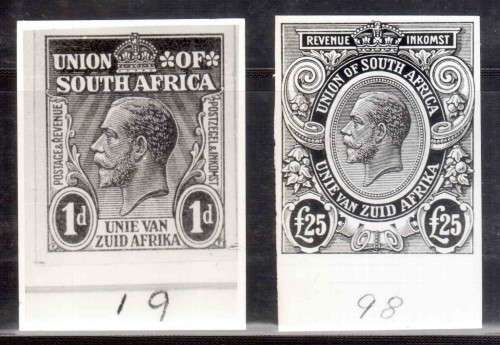 UNION OF
SOUTH AFRICA
POSTAGE & REVENUE
POSTZEGEL & INKOMST
1d
1d
UNIE VAN
ZUID AFRIKA
19
REVENUE INKOMST
UNION OF SOUTH AFRICA
UNIE VAN ZUID AFRIKA
£25
£25
98